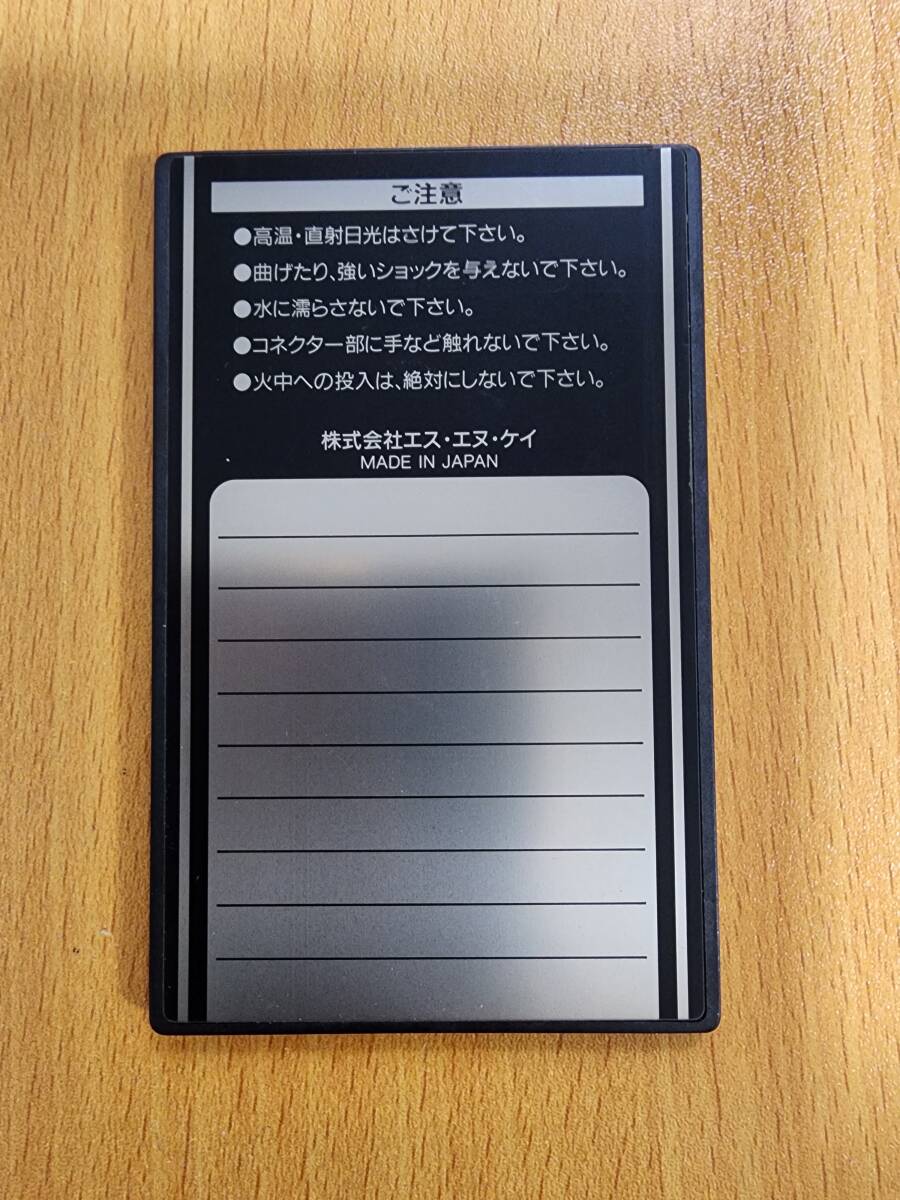 ご注意
●高温・直射日光はさけて下さい。
●曲げたり、強いショックを与えないで下さい。
●水に濡らさないで下さい。
●コネクター部に手など触れないで下さい。
●火中への投入は、絶対にしないで下さい。
株式会社エス・エヌ・ケイ
MADE IN JAPAN